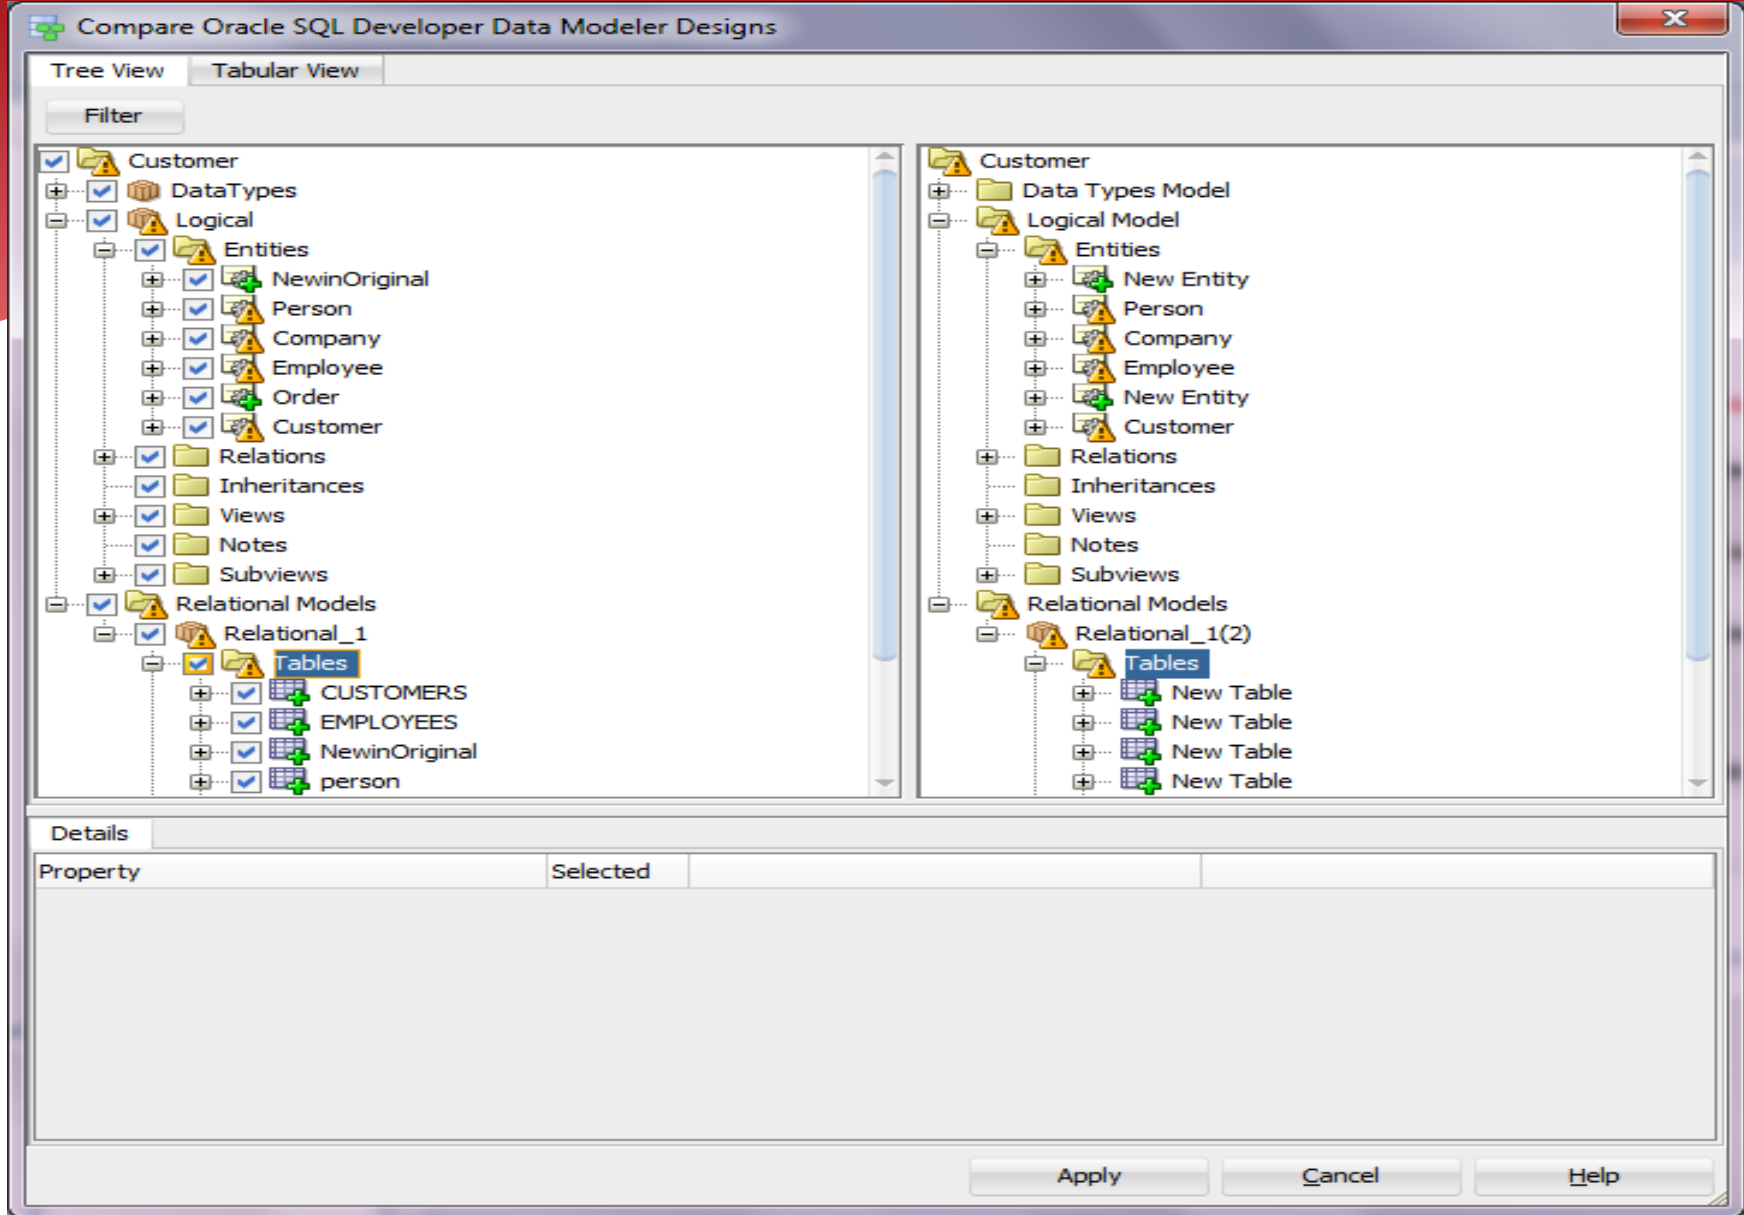 Compare Oracle SQL Developer Data Modeler Designs
Tree View
Tabular View
Filter
Customer
DataTypes
Logical
Entities
NewinOriginal
Person
Company
Employee
Order
Customer
Relations
Inheritances
Views
Notes
Subviews
Relational Models
Relational_1
Tables
CUSTOMERS
EMPLOYEES
NewinOriginal
person
Customer
Data Types Model
Logical Model
Entities
New Entity
Person
Company
Employee
New Entity
Customer
Relations
Inheritances
Views
Notes
Subviews
Relational Models
Relational_1(2)
Tables
New Table
New Table
New Table
New Table
Details
Property
Selected
Apply
Cancel
Help